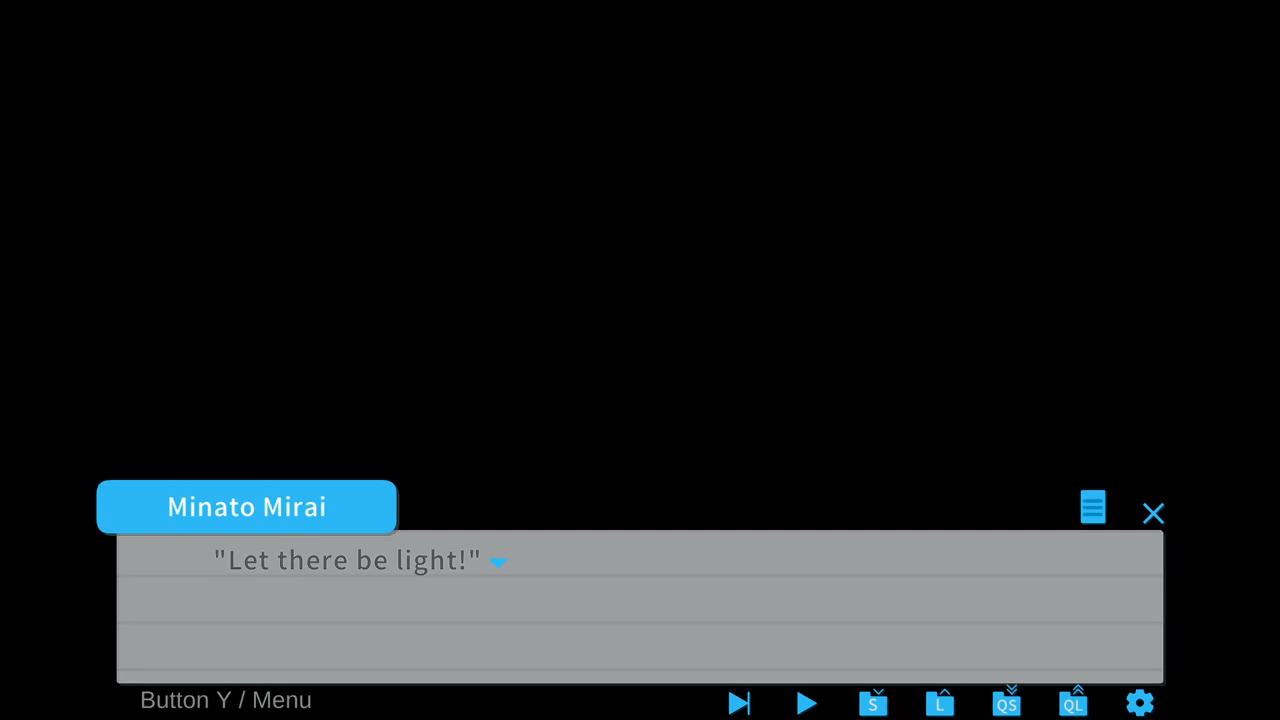 Minato Mirai
"Let there be light!"
Button Y / Menu
S
L
QS
QL